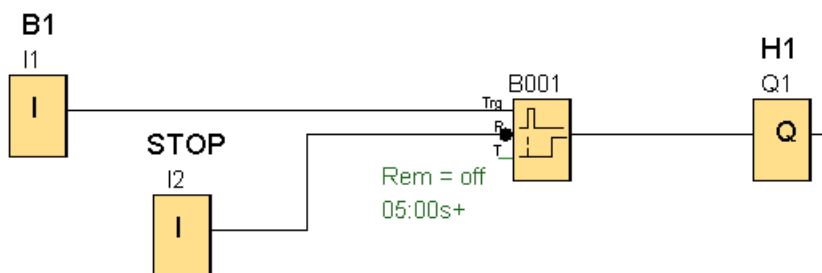 B1
I1
I
STOP
I2
I
B001
Trg
R
T
Rem = off
05:00s+
H1
Q1
Q